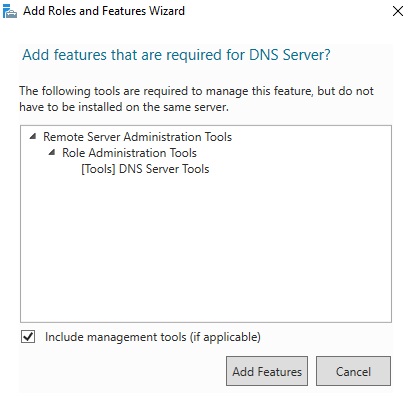 Add Roles and Features Wizard
Add features that are required for DNS Server?
The following tools are required to manage this feature, but do not
have to be installed on the same server.
Remote Server Administration Tools
Role Administration Tools
[Tools] DNS Server Tools
Include management tools (if applicable)
Add Features
Cancel